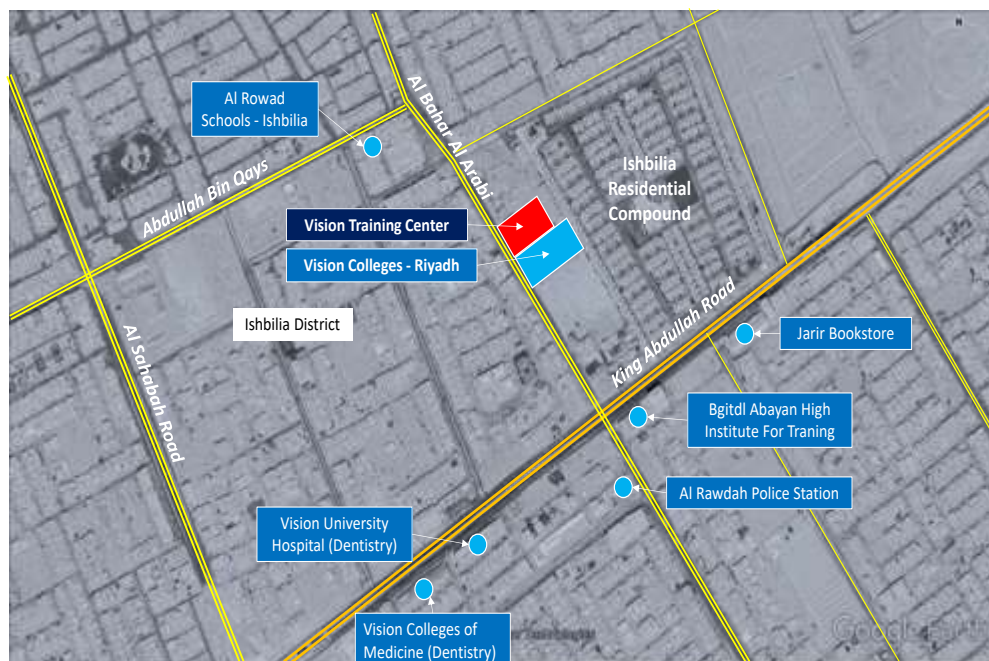 N
Al Rowad
Schools - Ishbilia
Al Bahar Al Arabi
Abdullah Bin Qays
Ishbilia
Residential
Compound
Vision Training Center
Vision Colleges - Riyadh
Ishbilia District
Al Sahabah Road
King Abdullah Road
Jarir Bookstore
Bgitdl Abayan High
Institute For Traning
Al Rawdah Police Station
Vision University
Hospital (Dentistry)
Vision Colleges of
Medicine (Dentistry)
Google Earth